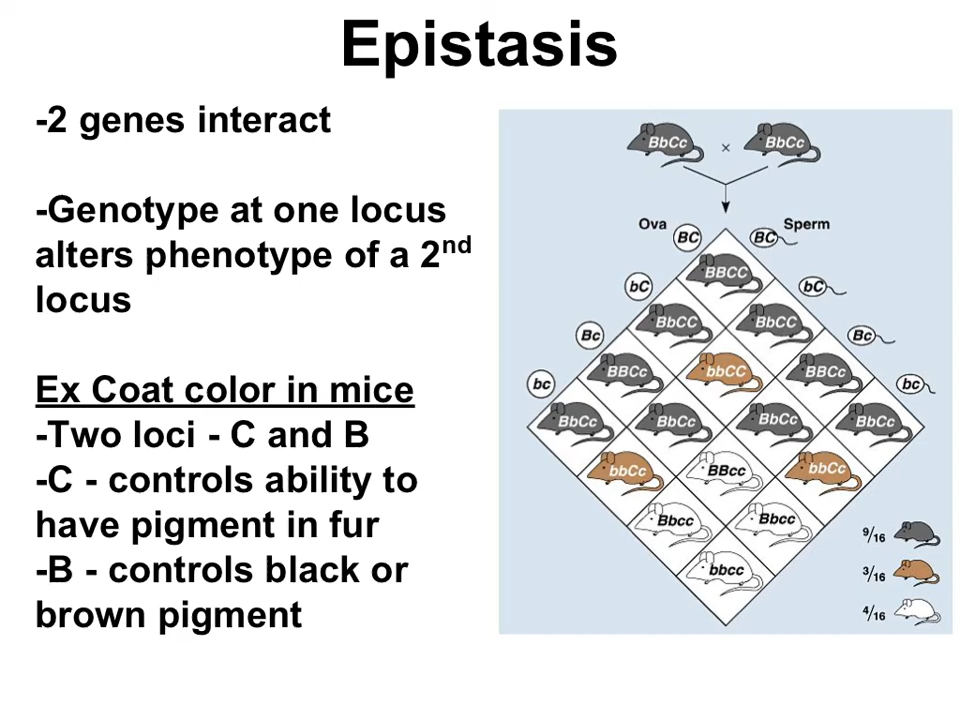 Epistasis
-2 genes interact
-Genotype at one locus
alters phenotype of a 2nd
locus
Ex Coat color in mice
-Two loci - C and B
-C - controls ability to
have pigment in fur
-B - controls black or
brown pigment
BbCc × BbCc
Ova Sperm
BC BC
BBCC
bC bC
BbCC BbCC
Bc Bc
BBCc bbCC BBCc
bc bc
BbCc BbCc BbCc BbCc
bbCc BBcc bbCc
Bbcc Bbcc
bbcc
9/16
3/16
4/16